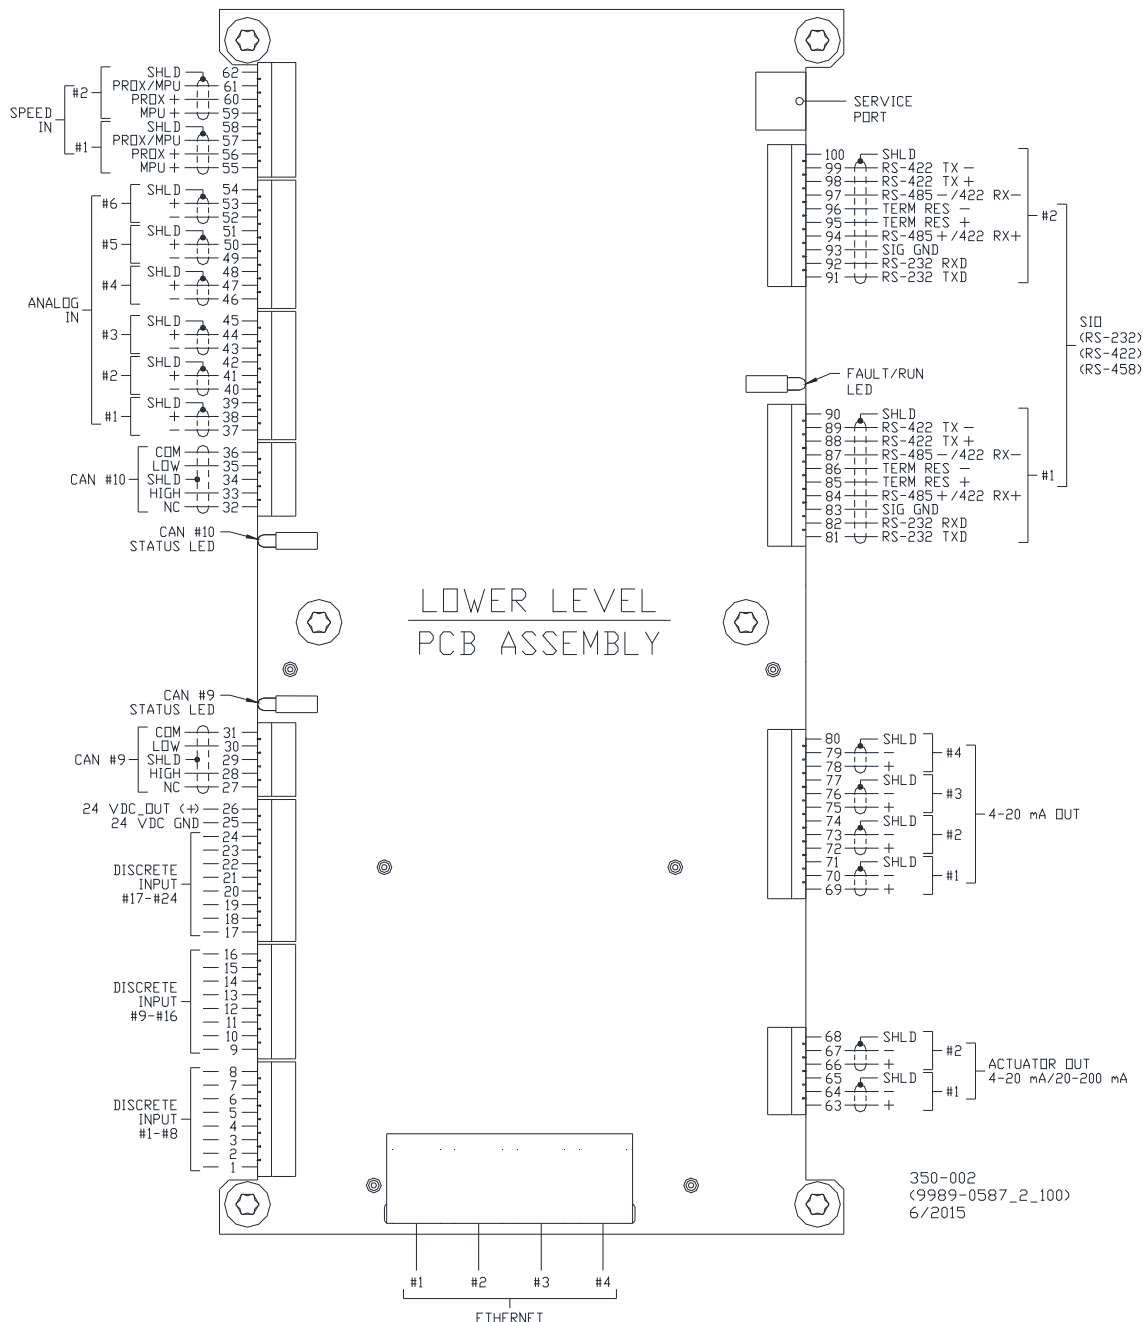 SHLD 62
PROX/MPU 61
#2
PROX + 60
MPU + 59
SPEED
IN
SHLD 58
PROX/MPU 57
#1
PROX + 56
MPU + 55
SHLD 54
#6 + 53
- 52
SHLD 51
#5 + 50
- 49
SHLD 48
#4 + 47
- 46
ANALOG
IN
SHLD 45
#3 + 44
- 43
SHLD 42
#2 + 41
- 40
SHLD 39
#1 + 38
- 37
COM 36
LOW 35
CAN #10 SHLD 34
HIGH 33
NC 32
CAN #10
STATUS LED
LOWER LEVEL
PCB ASSEMBLY
CAN #9
STATUS LED
COM 31
LOW 30
CAN #9 SHLD 29
HIGH 28
NC 27
24 VDC_OUT (+) 26
24 VDC GND 25
24
23
22
21
20
19
18
17
DISCRETE
INPUT
#17-#24
16
15
14
13
12
11
10
9
DISCRETE
INPUT
#9-#16
8
7
6
5
4
3
2
1
DISCRETE
INPUT
#1-#8
SERVICE
PORT
100 SHLD
99 RS-422 TX -
98 RS-422 TX +
97 RS-485 -/422 RX-
96 TERM RES -
95 TERM RES +
94 RS-485 +/422 RX+
93 SIG GND
92 RS-232 RXD
91 RS-232 TXD
#2
SIO
(RS-232)
(RS-422)
(RS-458)
FAULT/RUN
LED
90 SHLD
89 RS-422 TX -
88 RS-422 TX +
87 RS-485 -/422 RX-
86 TERM RES -
85 TERM RES +
84 RS-485 +/422 RX+
83 SIG GND
82 RS-232 RXD
81 RS-232 TXD
#1
80 SHLD
79 - #4
78 +
77 SHLD
76 - #3
75 +
4-20 mA OUT
74 SHLD
73 - #2
72 +
71 SHLD
70 - #1
69 +
68 SHLD
67 - #2
66 +
ACTUATOR OUT
4-20 mA/20-200 mA
65 SHLD
64 - #1
63 +
350-002
(9989-0587_2_100)
6/2015
#1 #2 #3 #4
ETHERNET